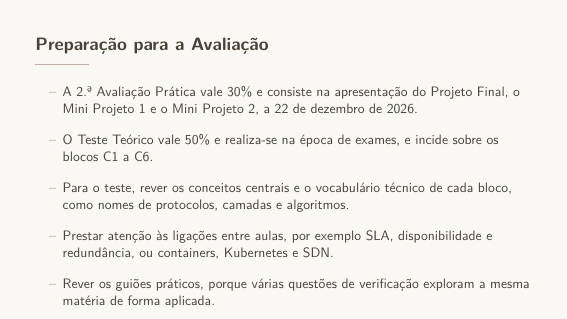 Preparação para a Avaliação
– A 2.ª Avaliação Prática vale 30% e consiste na apresentação do Projeto Final, o
Mini Projeto 1 e o Mini Projeto 2, a 22 de dezembro de 2026.
– O Teste Teórico vale 50% e realiza-se na época de exames, e incide sobre os
blocos C1 a C6.
– Para o teste, rever os conceitos centrais e o vocabulário técnico de cada bloco,
como nomes de protocolos, camadas e algoritmos.
– Prestar atenção às ligações entre aulas, por exemplo SLA, disponibilidade e
redundância, ou containers, Kubernetes e SDN.
– Rever os guiões práticos, porque várias questões de verificação exploram a mesma
matéria de forma aplicada.